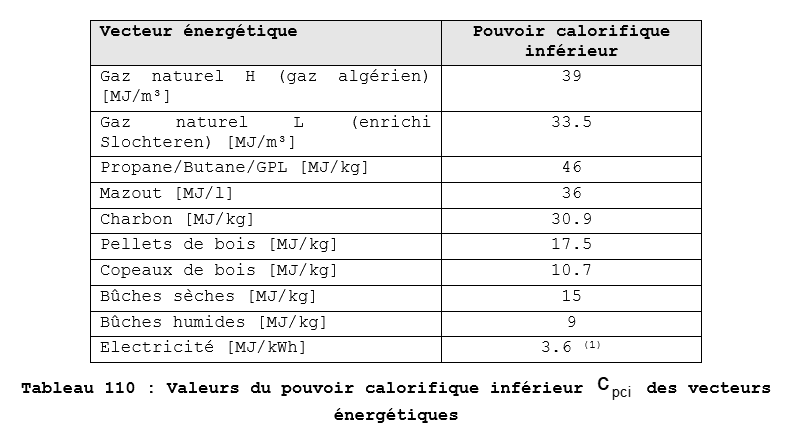 Vecteur énergétique
Pouvoir calorifique
inférieur
Gaz naturel H (gaz algérien)
[MJ/m³]
39
Gaz naturel L (enrichi
Slochteren) [MJ/m³]
33.5
Propane/Butane/GPL [MJ/kg]
46
Mazout [MJ/l]
36
Charbon [MJ/kg]
30.9
Pellets de bois [MJ/kg]
17.5
Copeaux de bois [MJ/kg]
10.7
Bûches sèches [MJ/kg]
15
Bûches humides [MJ/kg]
9
Electricité [MJ/kWh]
3.6 (1)
Tableau 110 : Valeurs du pouvoir calorifique inférieur Cpci des vecteurs
énergétiques